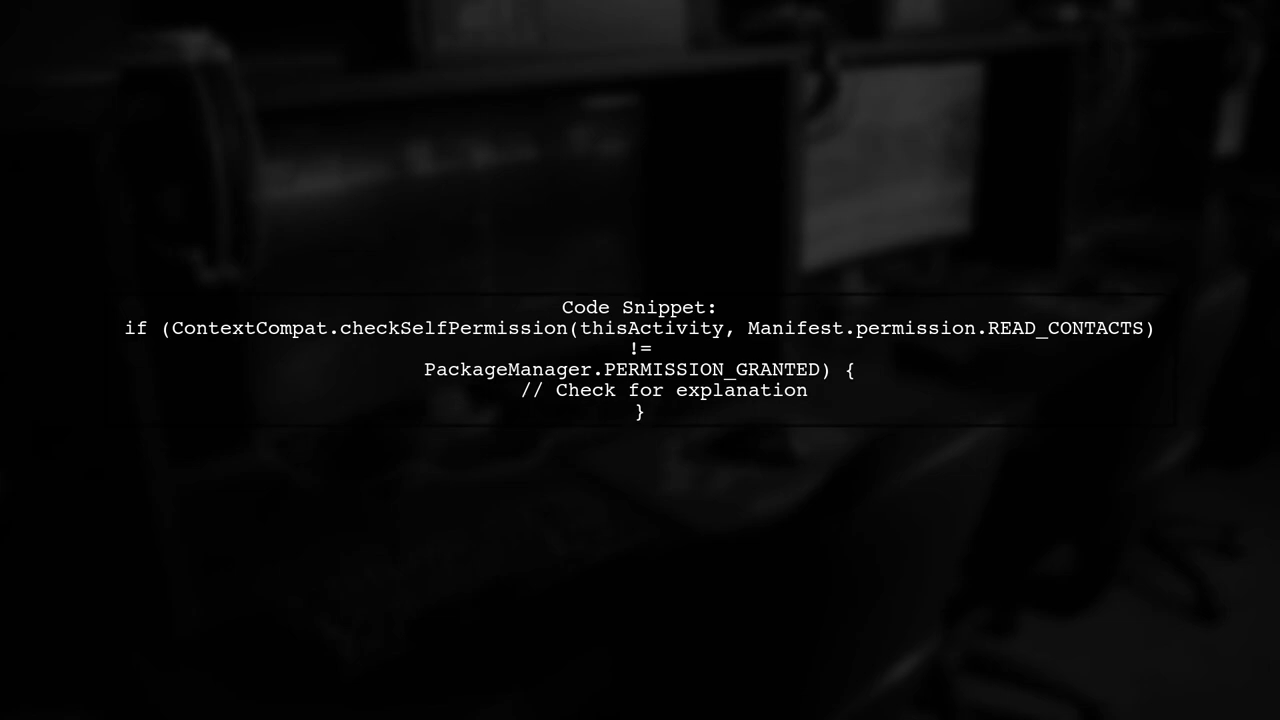 Code Snippet:
if (ContextCompat.checkSelfPermission(thisActivity, Manifest.permission.READ_CONTACTS)
!=
PackageManager.PERMISSION_GRANTED) {
// Check for explanation
}